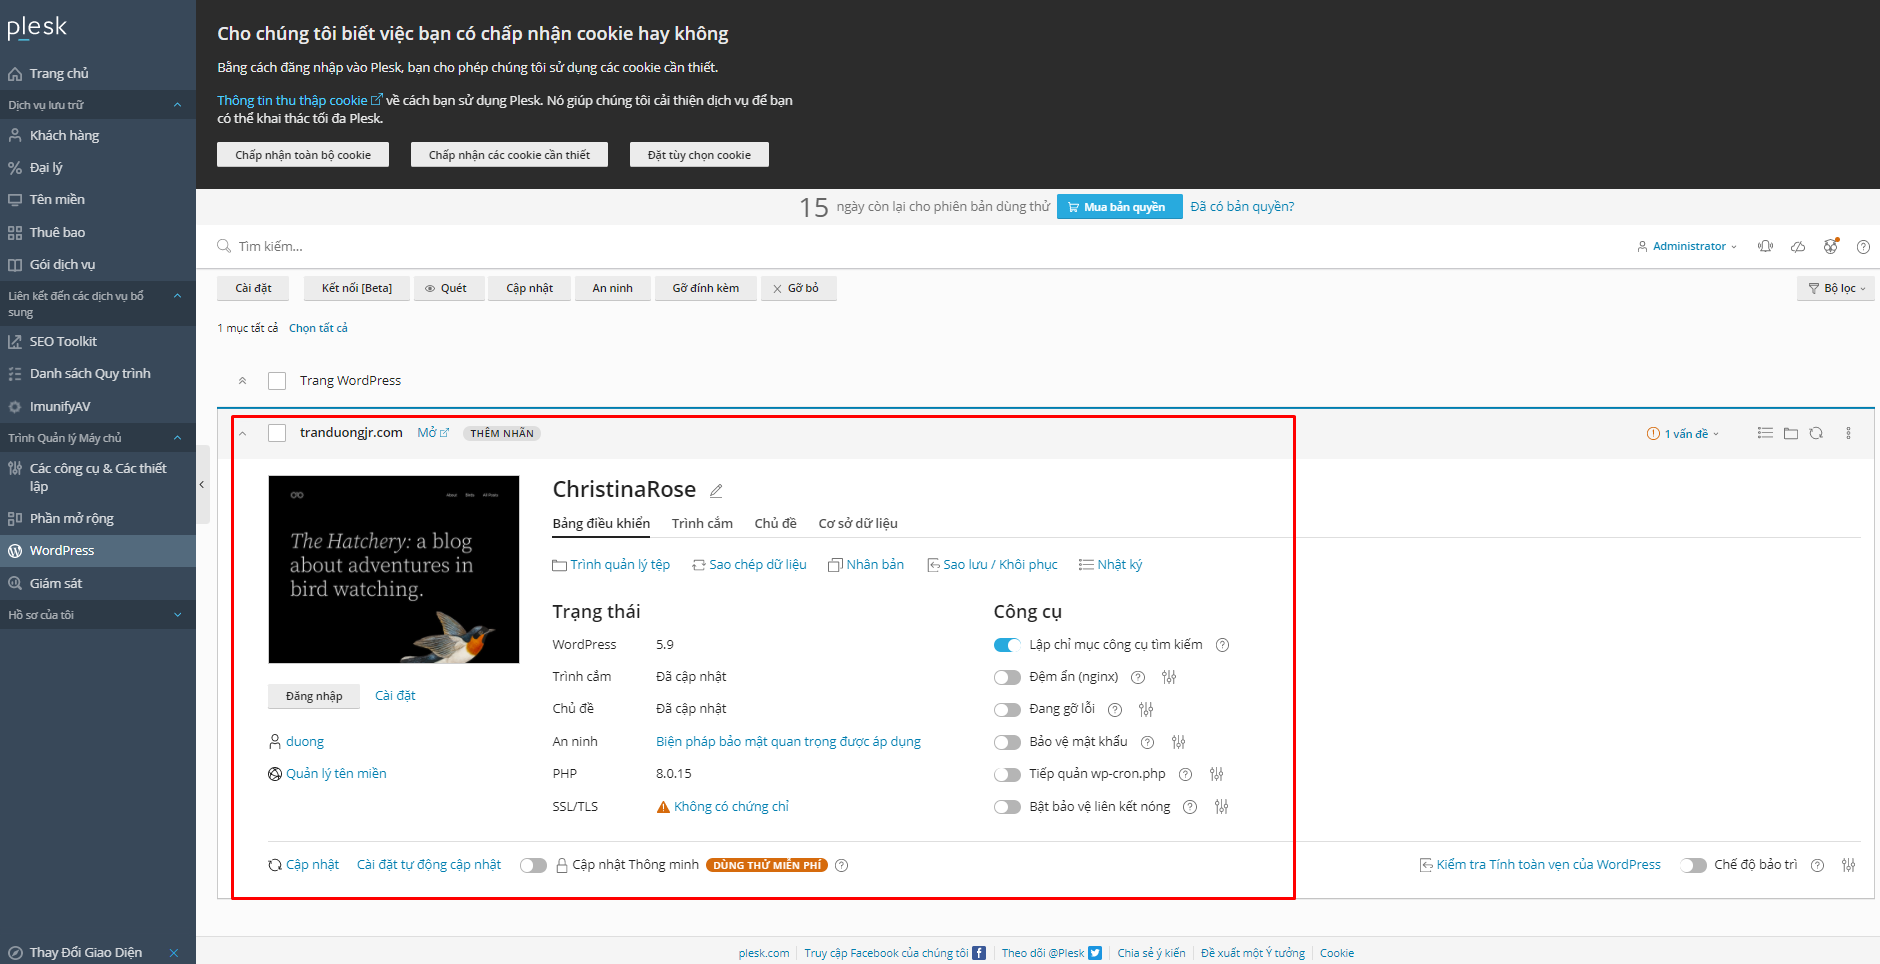 plesk
Trang chủ
Dịch vụ lưu trữ
Khách hàng
Đại lý
Tên miền
Thuê bao
Gói dịch vụ
Liên kết đến các dịch vụ bổ
sung
SEO Toolkit
Danh sách Quy trình
ImunifyAV
Trình Quản lý Máy chủ
Các công cụ & Các thiết
lập
Phần mở rộng
WordPress
Giám sát
Hồ sơ của tôi
Thay Đổi Giao Diện
Cho chúng tôi biết việc bạn có chấp nhận cookie hay không
Bằng cách đăng nhập vào Plesk, bạn cho phép chúng tôi sử dụng các cookie cần thiết.
Thông tin thu thập cookie về cách bạn sử dụng Plesk. Nó giúp chúng tôi cải thiện dịch vụ để bạn
có thể khai thác tối đa Plesk.
Chấp nhận toàn bộ cookie Chấp nhận các cookie cần thiết Đặt tùy chọn cookie
15 ngày còn lại cho phiên bản dùng thử Mua bản quyền Đã có bản quyền?
Tìm kiếm... Administrator
Cài đặt Kết nối [Beta] Quét Cập nhật An ninh Gỡ đính kèm Gỡ bỏ Bộ lọc
1 mục tất cả Chọn tất cả
Trang WordPress
tranduongjr.com Mở THÊM NHÃN 1 vấn đề
About Birds All Posts
The Hatchery: a blog
about adventures in
bird watching.
Đăng nhập Cài đặt
duong
Quản lý tên miền
ChristinaRose
Bảng điều khiển Trình cắm Chủ đề Cơ sở dữ liệu
Trình quản lý tệp Sao chép dữ liệu Nhân bản Sao lưu / Khôi phục Nhật ký
Trạng thái
WordPress 5.9
Trình cắm Đã cập nhật
Chủ đề Đã cập nhật
An ninh Biện pháp bảo mật quan trọng được áp dụng
PHP 8.0.15
SSL/TLS Không có chứng chỉ
Công cụ
Lập chỉ mục công cụ tìm kiếm
Đệm ẩn (nginx)
Đang gỡ lỗi
Bảo vệ mật khẩu
Tiếp quản wp-cron.php
Bật bảo vệ liên kết nóng
Cập nhật Cài đặt tự động cập nhật Cập nhật Thông minh DÙNG THỬ MIỄN PHÍ Kiểm tra Tính toàn vẹn của WordPress Chế độ bảo trì
plesk.com Truy cập Facebook của chúng tôi Theo dõi @Plesk Chia sẻ ý kiến Đề xuất một Ý tưởng Cookie